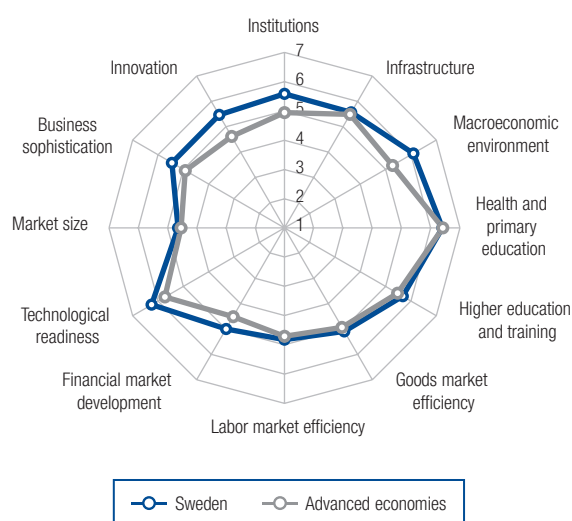 Institutions
7
6
5
4
3
2
1
Infrastructure
Macroeconomic
environment
Health and
primary
education
Higher education
and training
Goods market
efficiency
Labor market efficiency
Financial market
development
Technological
readiness
Market size
Business
sophistication
Innovation
Sweden
Advanced economies